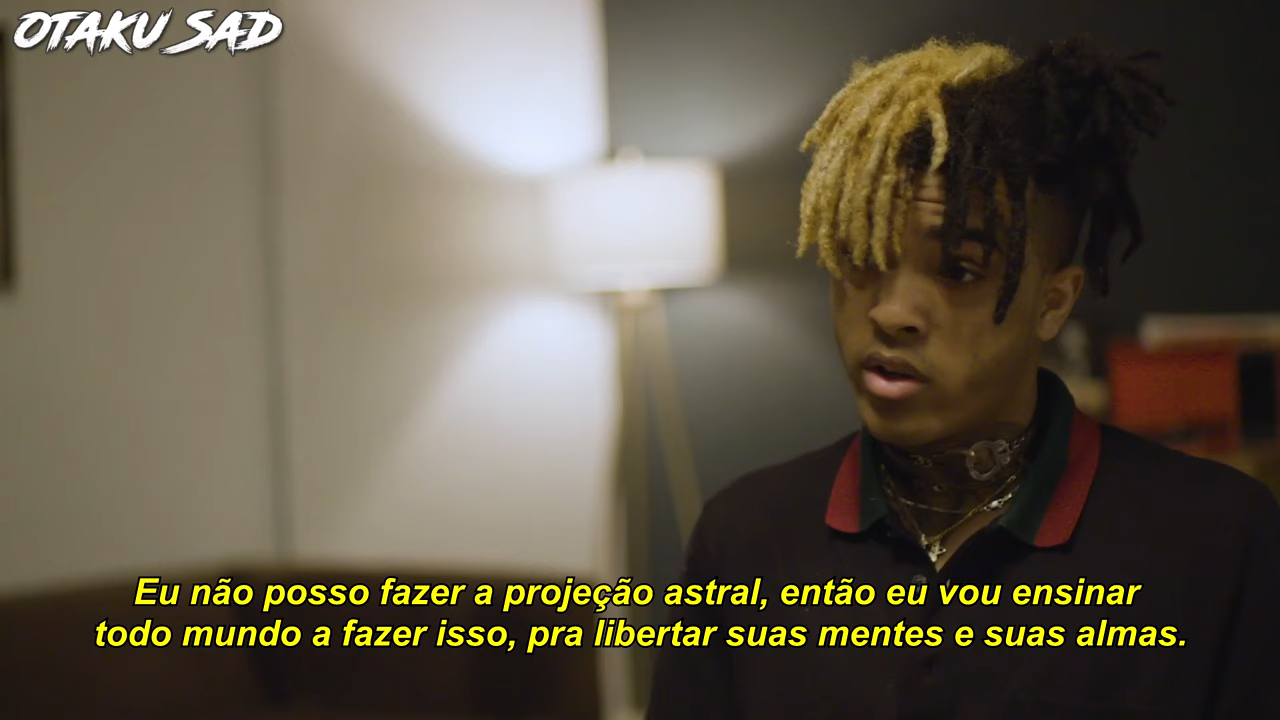 OTAKU SAD
Eu não posso fazer a projeção astral, então eu vou ensinar
todo mundo a fazer isso, pra libertar suas mentes e suas almas.